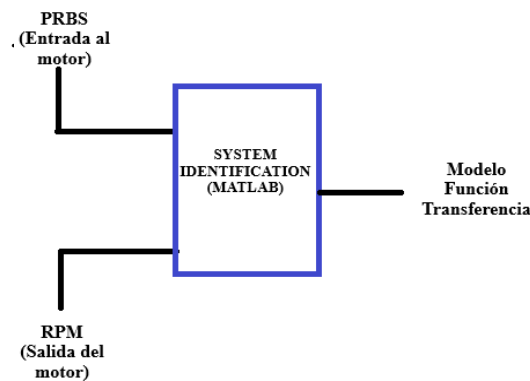 PRBS
(Entrada al
motor)
SYSTEM
IDENTIFICATION
(MATLAB)
Modelo
Función
Transferencia
RPM
(Salida del
motor)